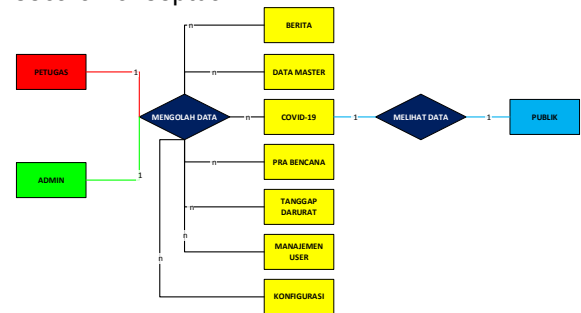 n
BERITA
PETUGAS
1
n
DATA MASTER
MENGOLAH DATA
n
COVID-19
1
MELIHAT DATA
1
PUBLIK
ADMIN
1
n
PRA BENCANA
n
TANGGAP
DARURAT
n
n
MANAJEMEN
USER
KONFIGURASI